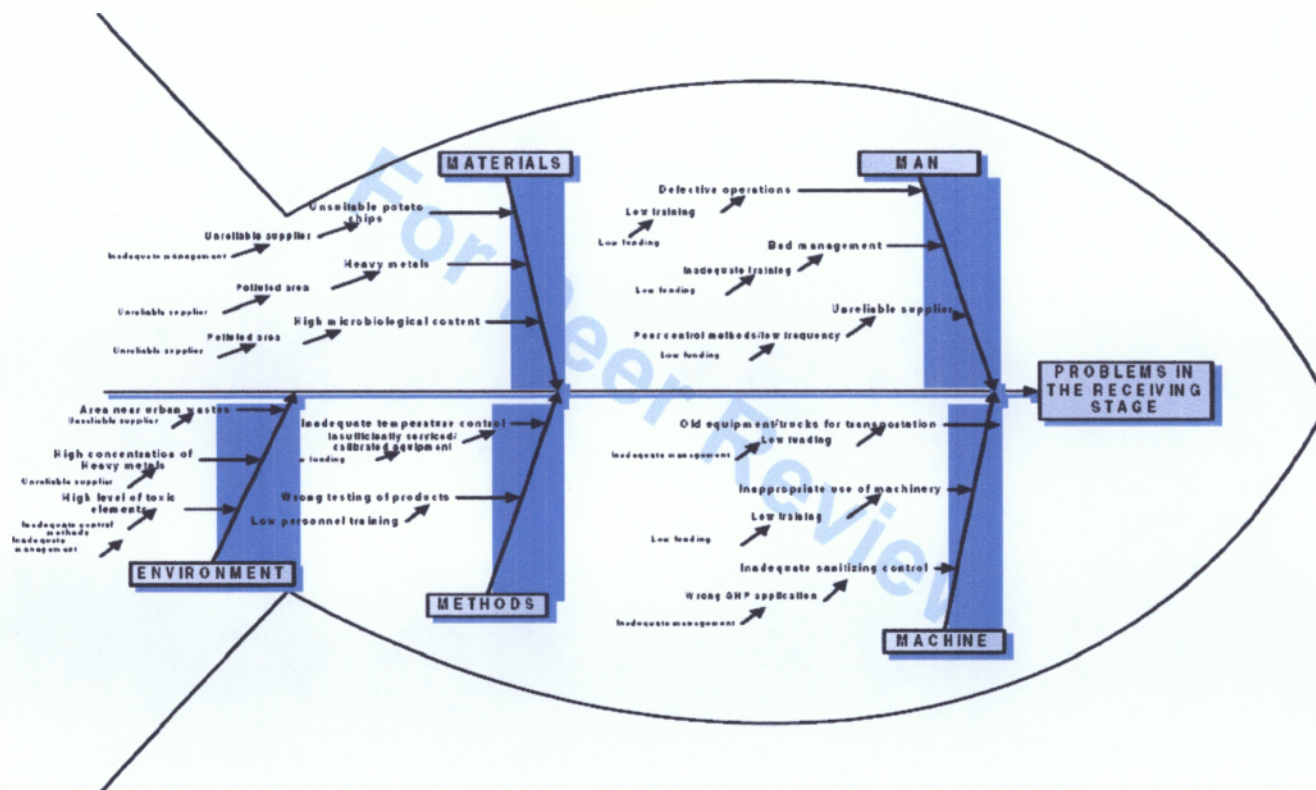 MATERIALS
Unsuitable potato
chips
Unreliable supplier
Inadequate management
Heavy metals
Polluted area
Unreliable supplier
High microbiological content
Polluted area
Unreliable supplier
MAN
Defective operations
Low training
Low funding
Bad management
Inadequate training
Low funding
Unreliable supplier
Poor control methods/low frequency
Low funding
PROBLEMS IN
THE RECEIVING
STAGE
Area near urban wastes
Unreliable supplier
High concentration of
Heavy metals
Unreliable supplier
High level of toxic
elements
Inadequate control
methods
Inadequate
management
ENVIRONMENT
Inadequate temperature control
Insufficiently serviced/
calibrated equipment
funding
Wrong testing of products
Low personnel training
METHODS
Old equipment/trucks for transportation
Low funding
Inadequate management
Inappropriate use of machinery
Low training
Low funding
Inadequate sanitizing control
Wrong GHP application
Inadequate management
MACHINE
For Peer Review